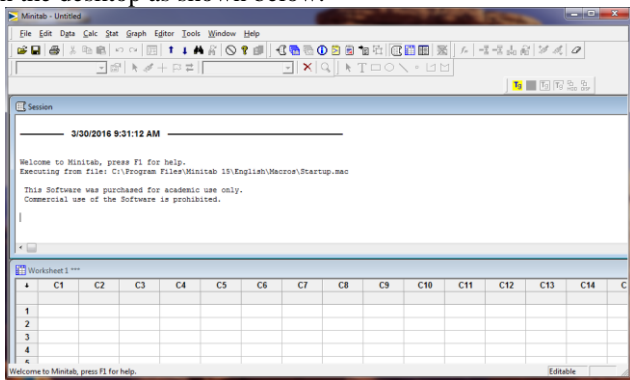 n the desktop as shown below.
Minitab - Untitled
File Edit Data Calc Stat Graph Editor Tools Window Help
Session
3/30/2016 9:31:12 AM
Welcome to Minitab, press F1 for help.
Executing from file: C:\Program Files\Minitab 15\English\Macros\Startup.mac
This Software was purchased for academic use only.
Commercial use of the Software is prohibited.
Worksheet 1 ***
C1 C2 C3 C4 C5 C6 C7 C8 C9 C10 C11 C12 C13 C14 C
1
2
3
4
Welcome to Minitab, press F1 for help. Editable